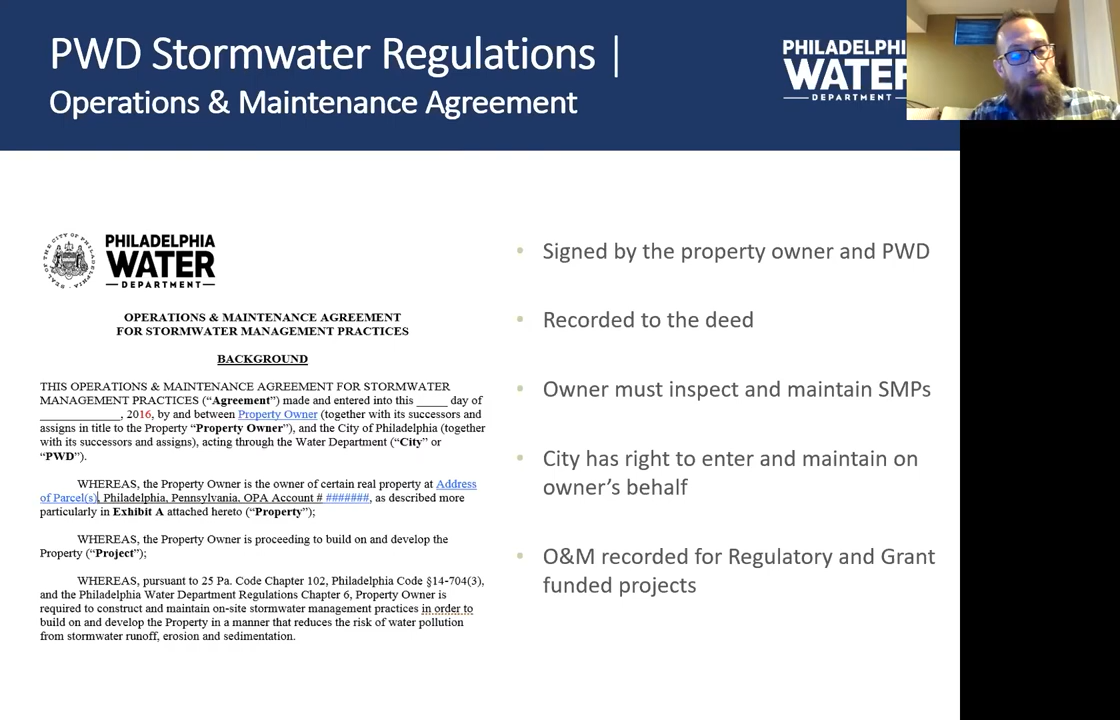 PWD Stormwater Regulations |
Operations & Maintenance Agreement
PHILADELPHI
WATER
DEPARTMENT
SEAL OF THE CITY OF PHILADELPHIA
PHILADELPHIA
WATER
DEPARTMENT
OPERATIONS & MAINTENANCE AGREEMENT
FOR STORMWATER MANAGEMENT PRACTICES
BACKGROUND
THIS OPERATIONS & MAINTENANCE AGREEMENT FOR STORMWATER
MANAGEMENT PRACTICES (“Agreement”) made and entered into this _____ day of
_____________, 2016, by and between Property Owner (together with its successors and
assigns in title to the Property “Property Owner”), and the City of Philadelphia (together
with its successors and assigns), acting through the Water Department (“City” or
“PWD”).
WHEREAS, the Property Owner is the owner of certain real property at Address
of Parcel(s), Philadelphia, Pennsylvania, OPA Account # #######, as described more
particularly in Exhibit A attached hereto (“Property”);
WHEREAS, the Property Owner is proceeding to build on and develop the
Property (“Project”);
WHEREAS, pursuant to 25 Pa. Code Chapter 102, Philadelphia Code §14-704(3),
and the Philadelphia Water Department Regulations Chapter 6, Property Owner is
required to construct and maintain on-site stormwater management practices in order to
build on and develop the Property in a manner that reduces the risk of water pollution
from stormwater runoff, erosion and sedimentation.
• Signed by the property owner and PWD
• Recorded to the deed
• Owner must inspect and maintain SMPs
• City has right to enter and maintain on
owner’s behalf
• O&M recorded for Regulatory and Grant
funded projects